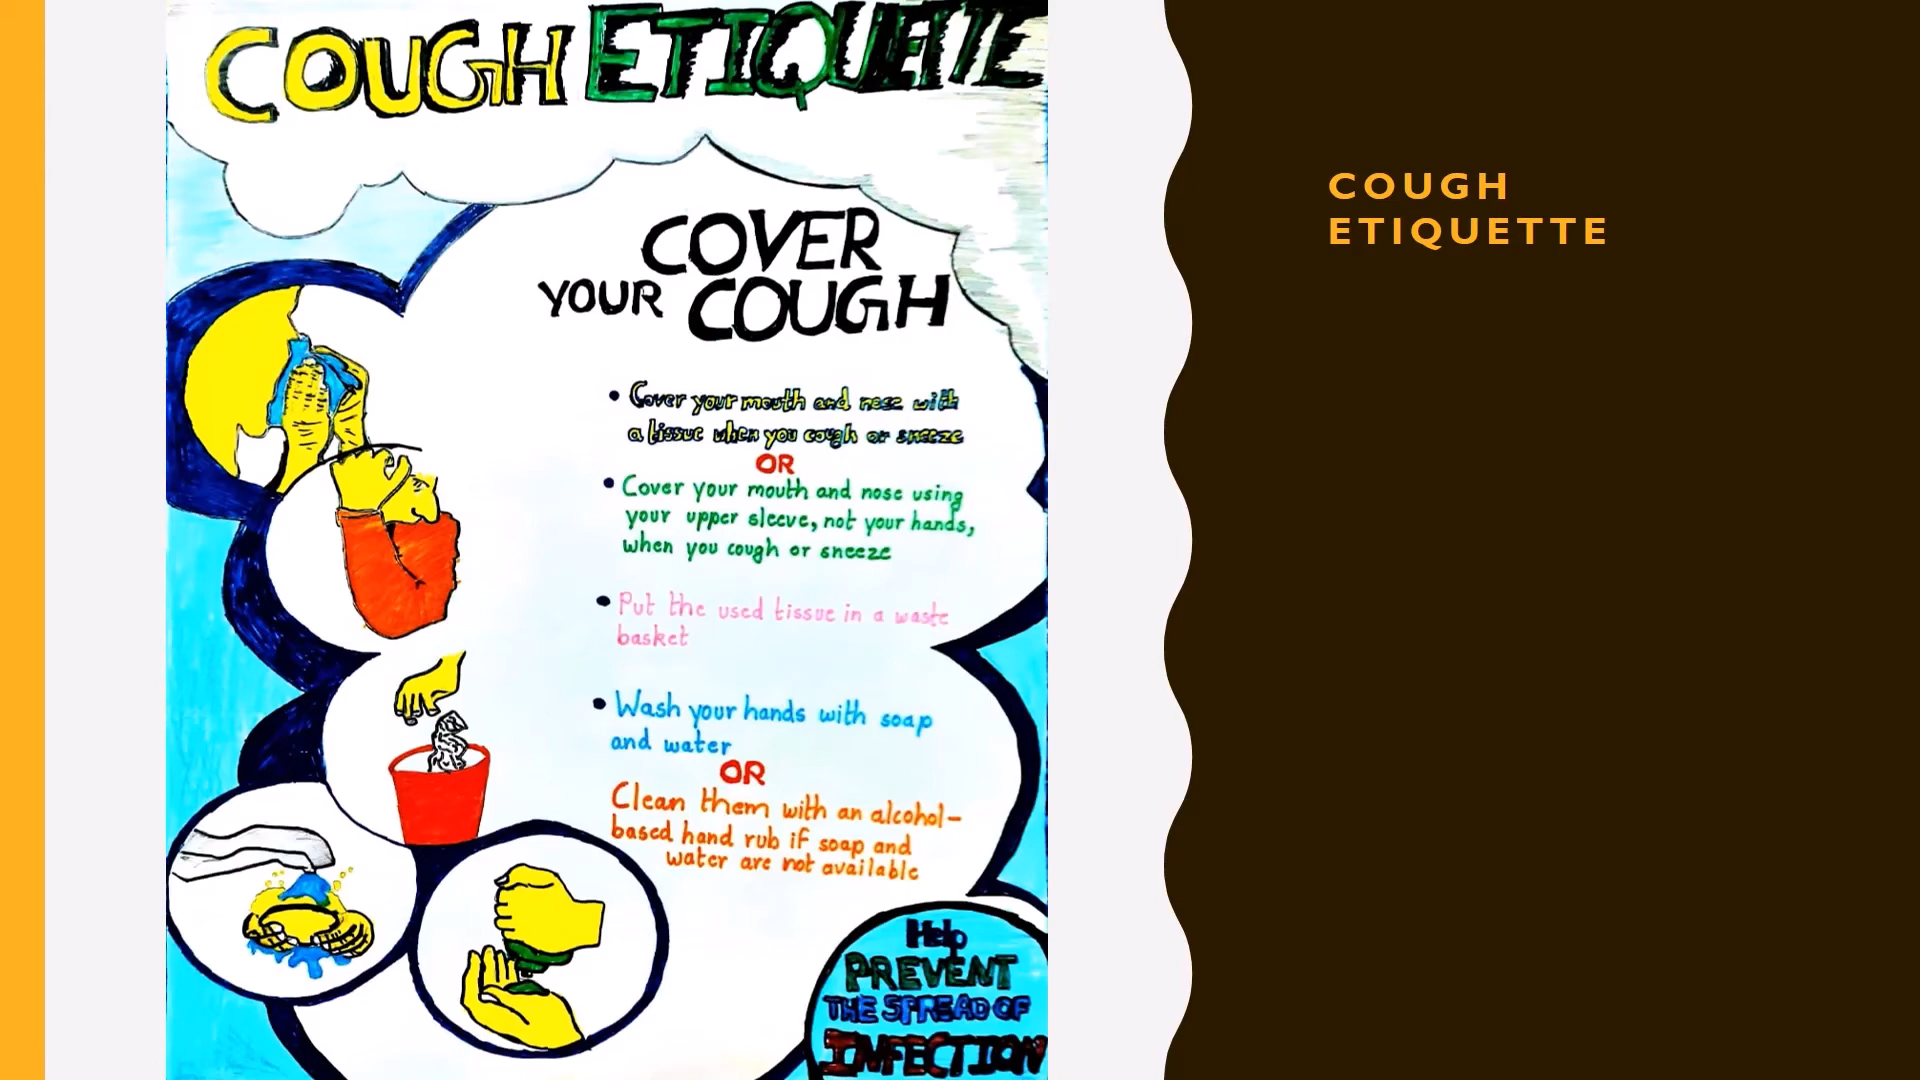 COUGH ETIQUETTE
COVER
YOUR COUGH
• Cover your mouth and nose with
a tissue when you cough or sneeze
OR
• Cover your mouth and nose using
your upper sleeve, not your hands,
when you cough or sneeze
• Put the used tissue in a waste
basket
• Wash your hands with soap
and water
OR
Clean them with an alcohol-
based hand rub if soap and
water are not available
Help
PREVENT
THE SPREAD OF
INFECTION
COUGH
ETIQUETTE